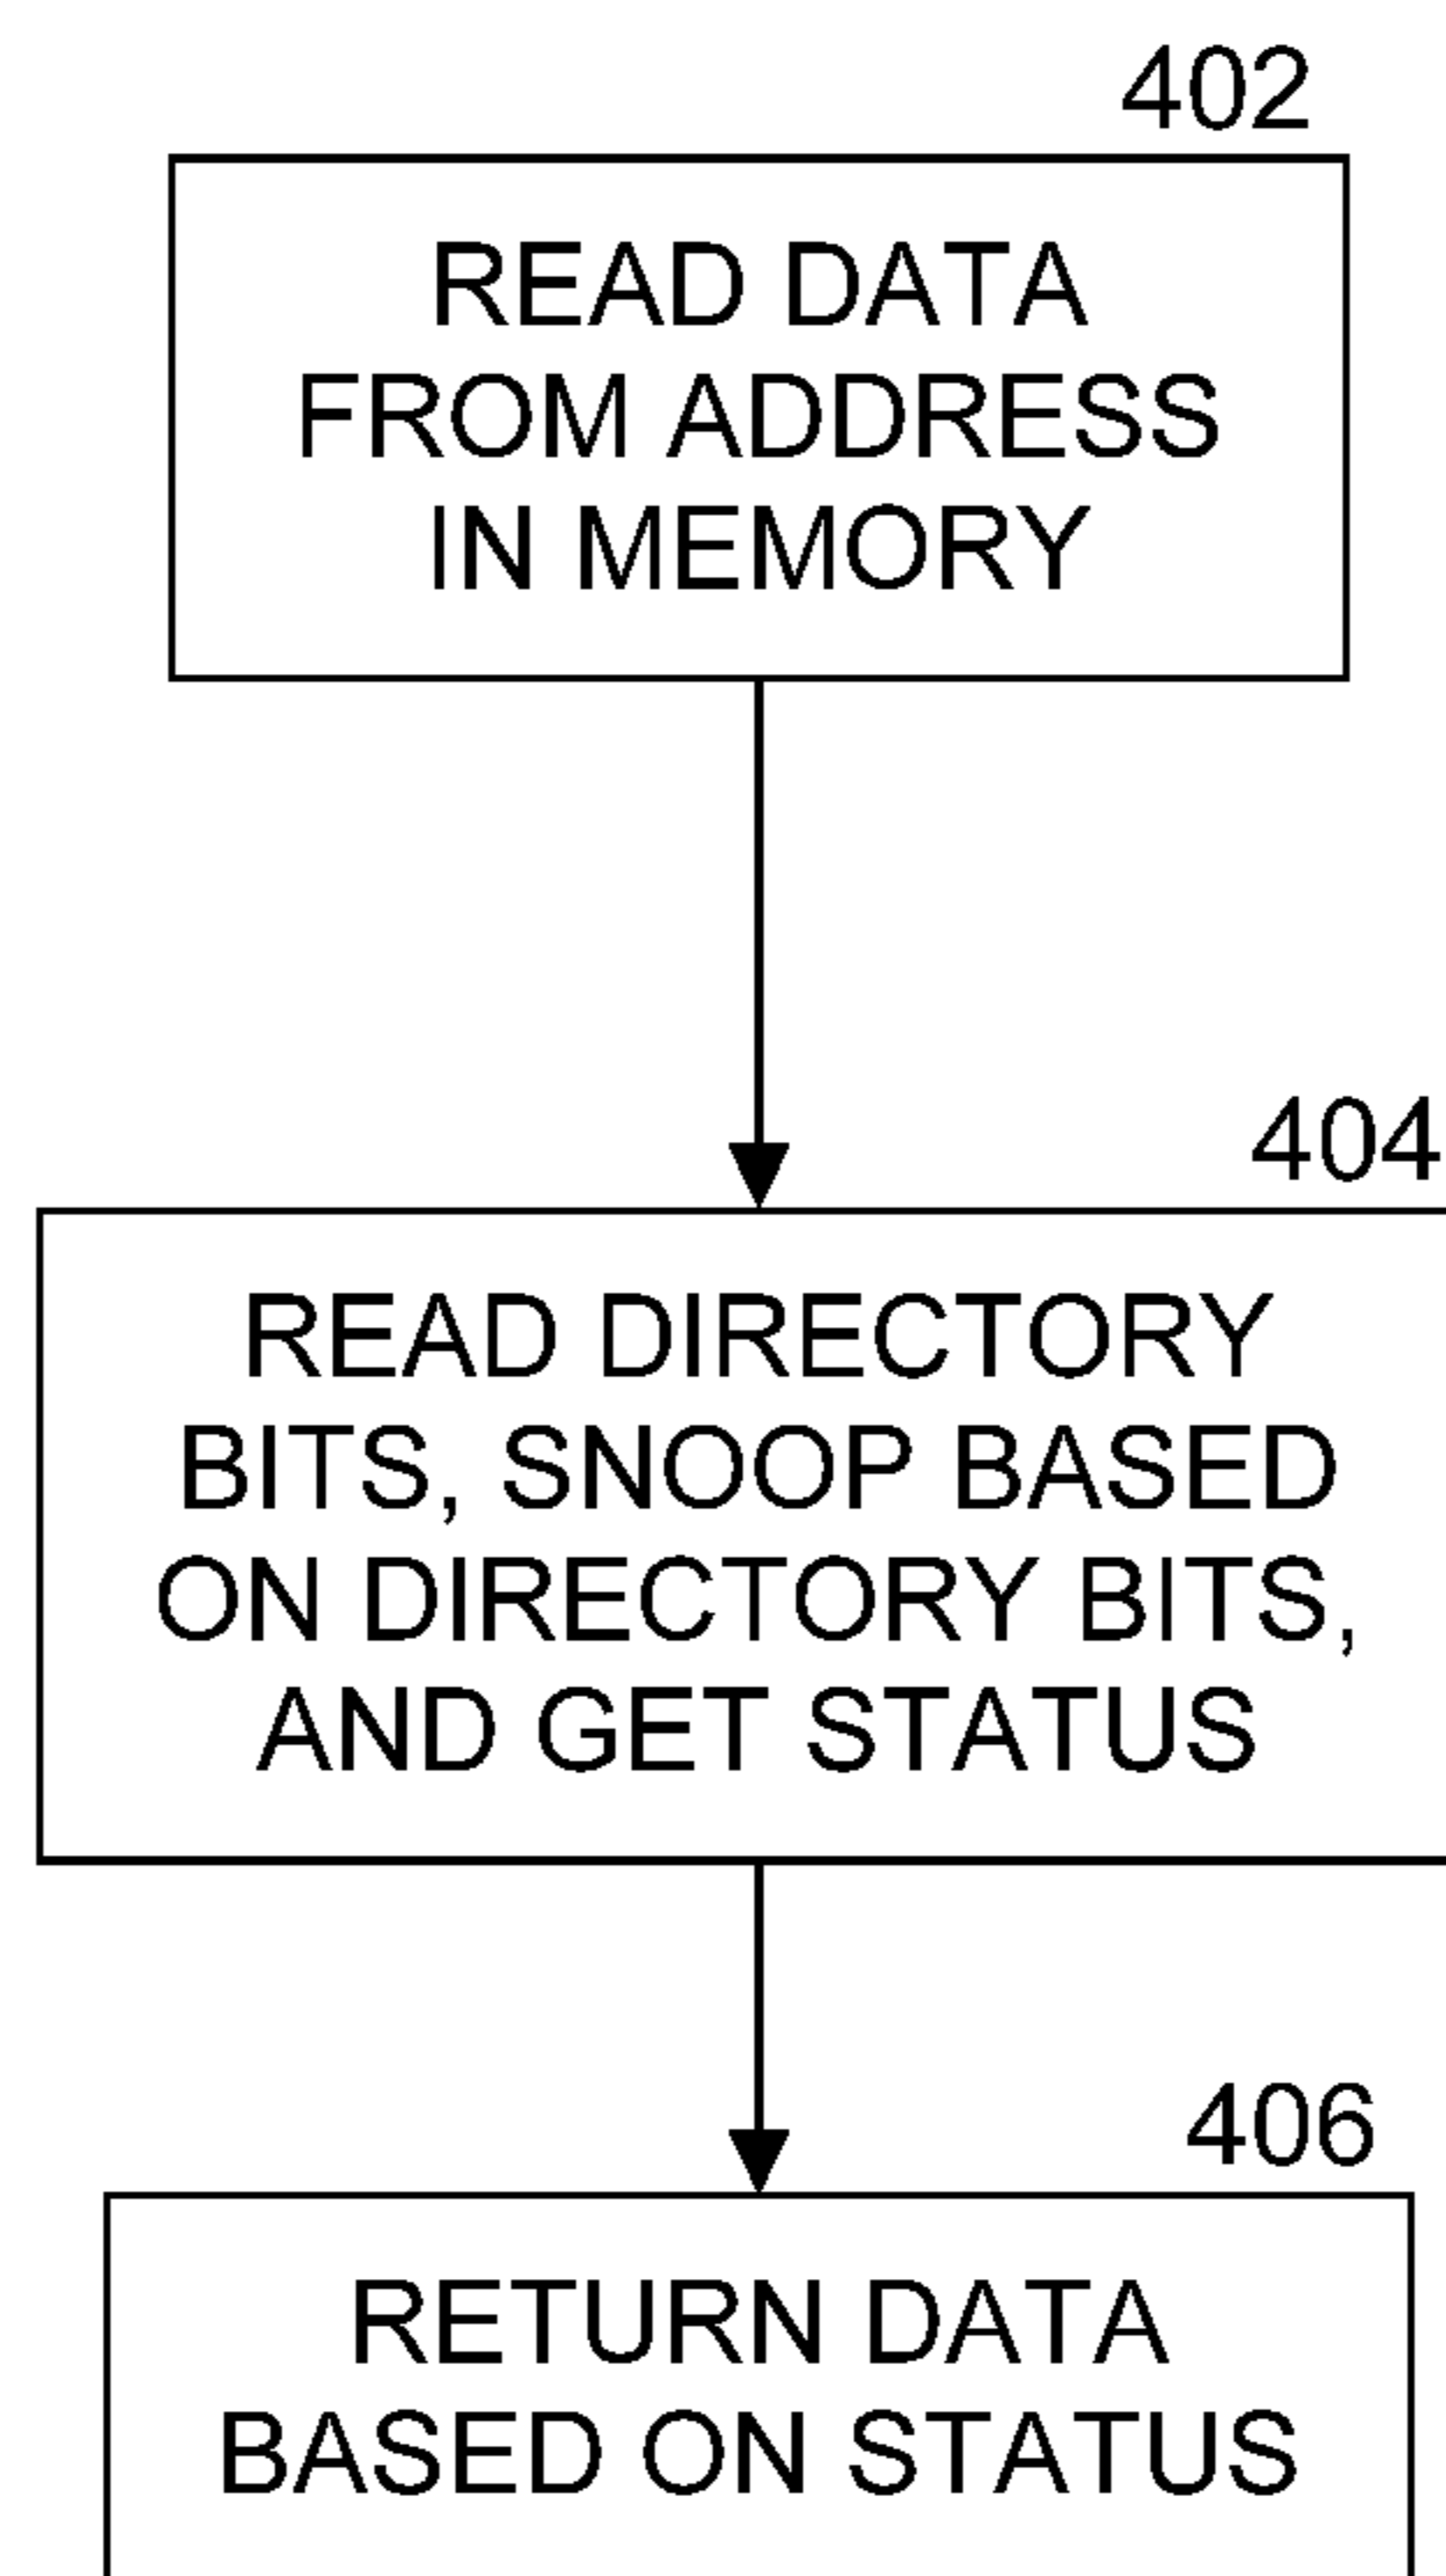 402
READ DATA
FROM ADDRESS
IN MEMORY
404
READ DIRECTORY
BITS, SNOOP BASED
ON DIRECTORY BITS,
AND GET STATUS
406
RETURN DATA
BASED ON STATUS